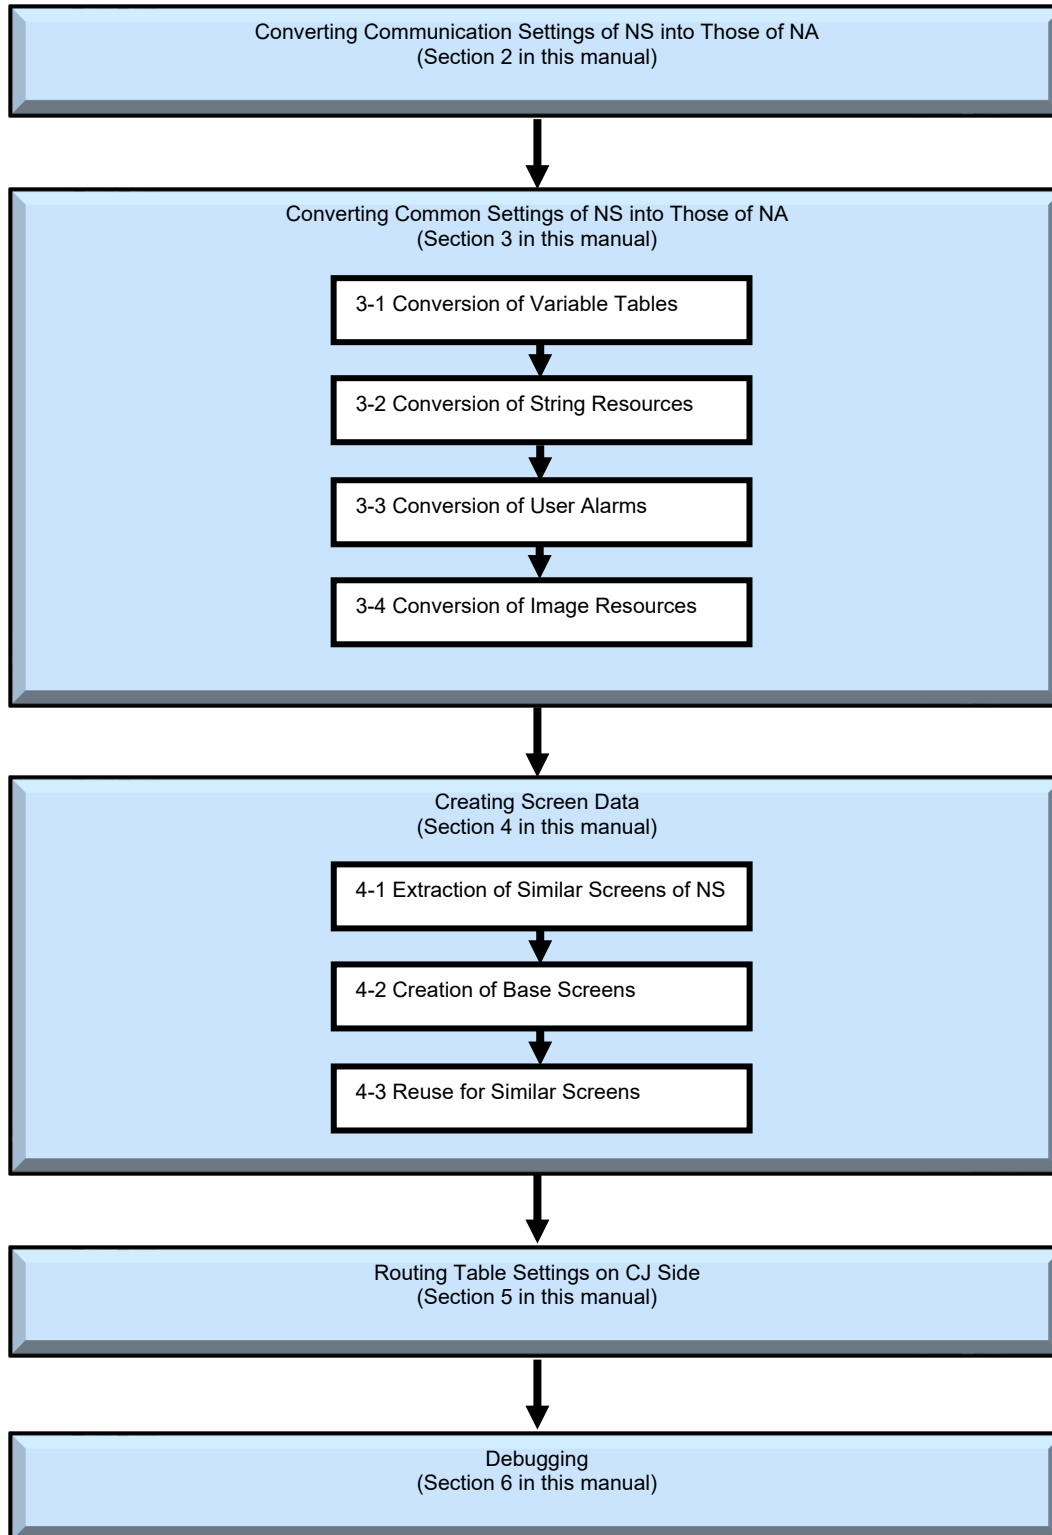 Converting Communication Settings of NS into Those of NA
(Section 2 in this manual)
Converting Common Settings of NS into Those of NA
(Section 3 in this manual)
3-1 Conversion of Variable Tables
3-2 Conversion of String Resources
3-3 Conversion of User Alarms
3-4 Conversion of Image Resources
Creating Screen Data
(Section 4 in this manual)
4-1 Extraction of Similar Screens of NS
4-2 Creation of Base Screens
4-3 Reuse for Similar Screens
Routing Table Settings on CJ Side
(Section 5 in this manual)
Debugging
(Section 6 in this manual)